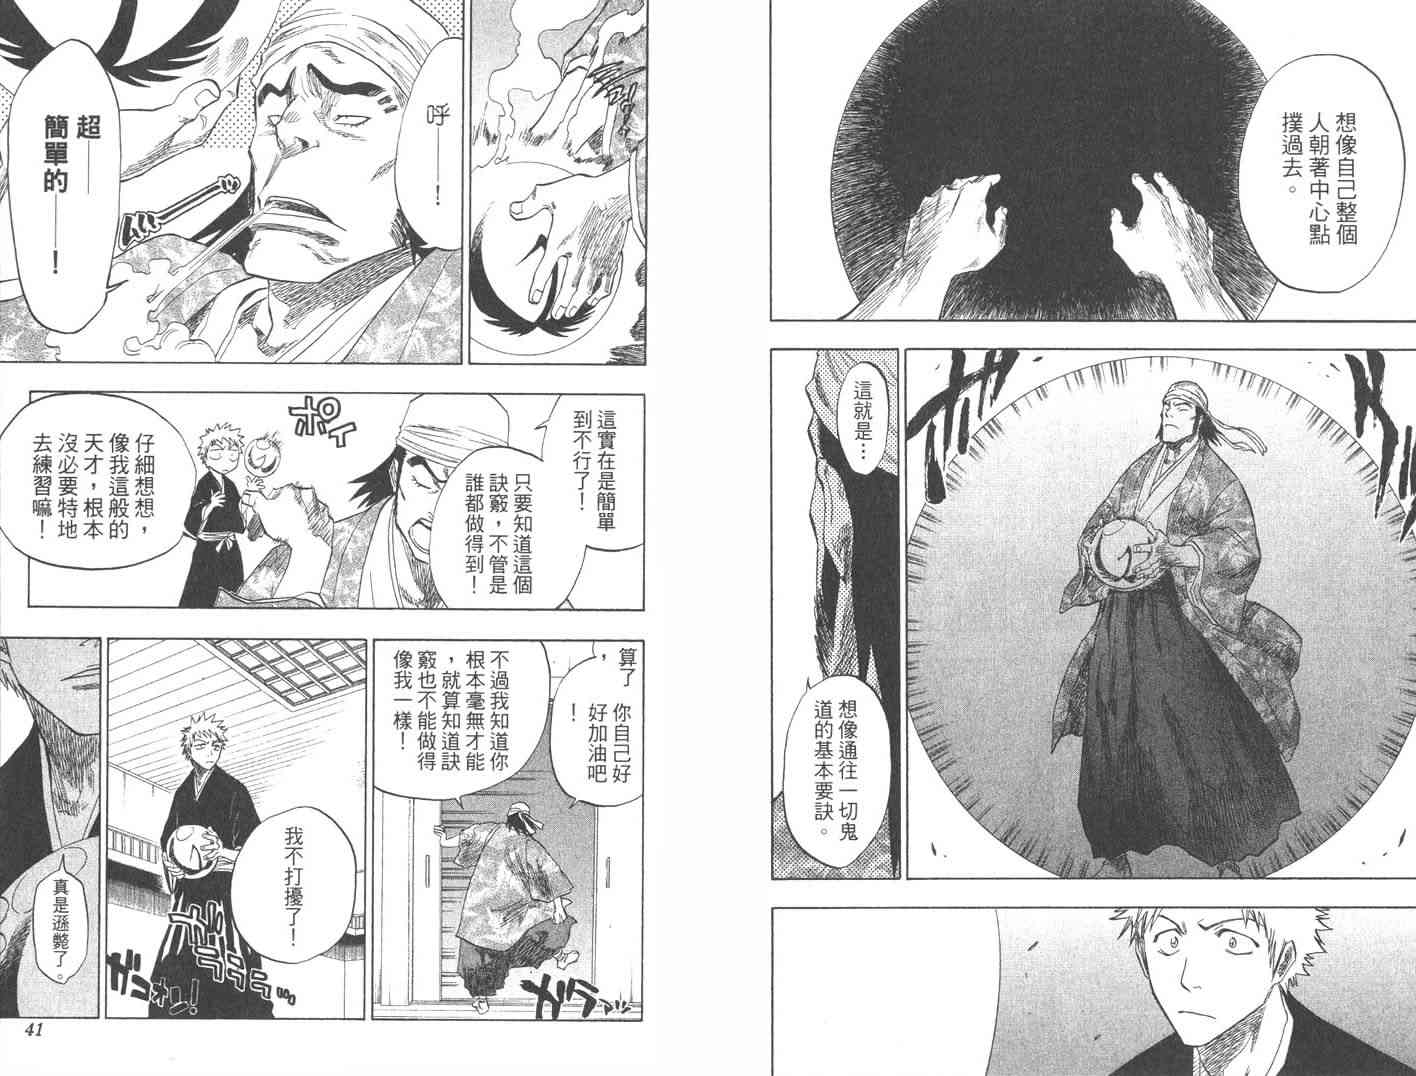 想像自己整個
人朝著中心點
撲過去。
這就是…
想像通往一切鬼
道的基本要訣。
呼——！
超——
簡單的——！
這實在是簡單
到不行了！
只要知道這個
訣竅，不管是
誰都做得到！
ポイ
仔細想想，
像我這般的
天才，根本
沒必要特地
去練習嘛！
算了，
你自己好
好加油吧！
不過我知道你
根本毫無才能
，就算知道訣
竅也不能做得
像我一樣！
我不打擾了！
真是遜斃了。
41